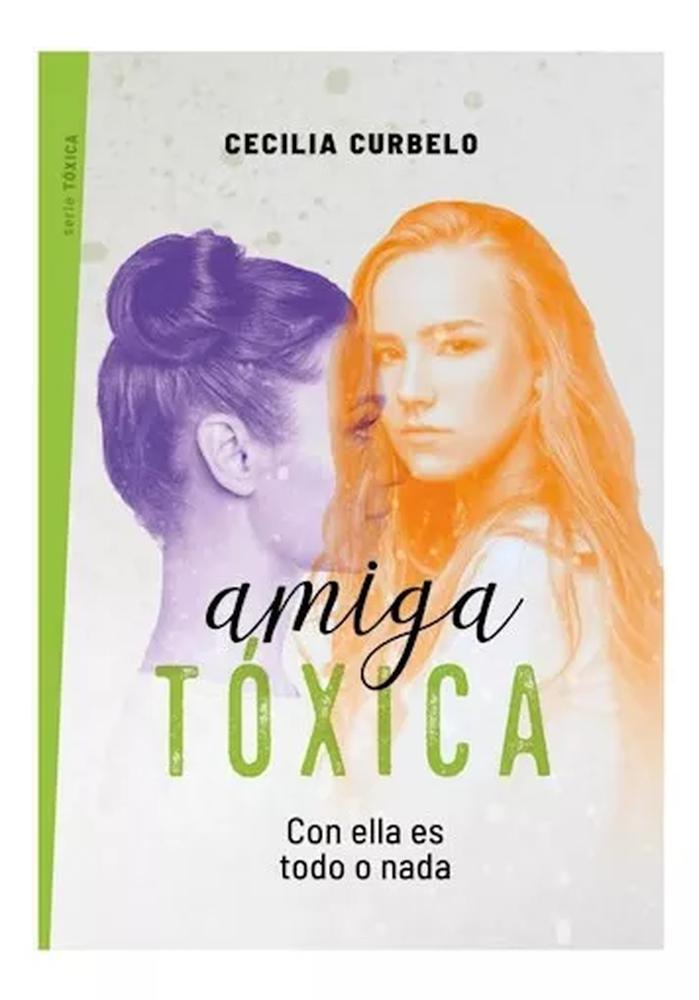 CECILIA CURBELO
serie TÓXICA
amiga
TÓXICA
Con ella es
todo o nada